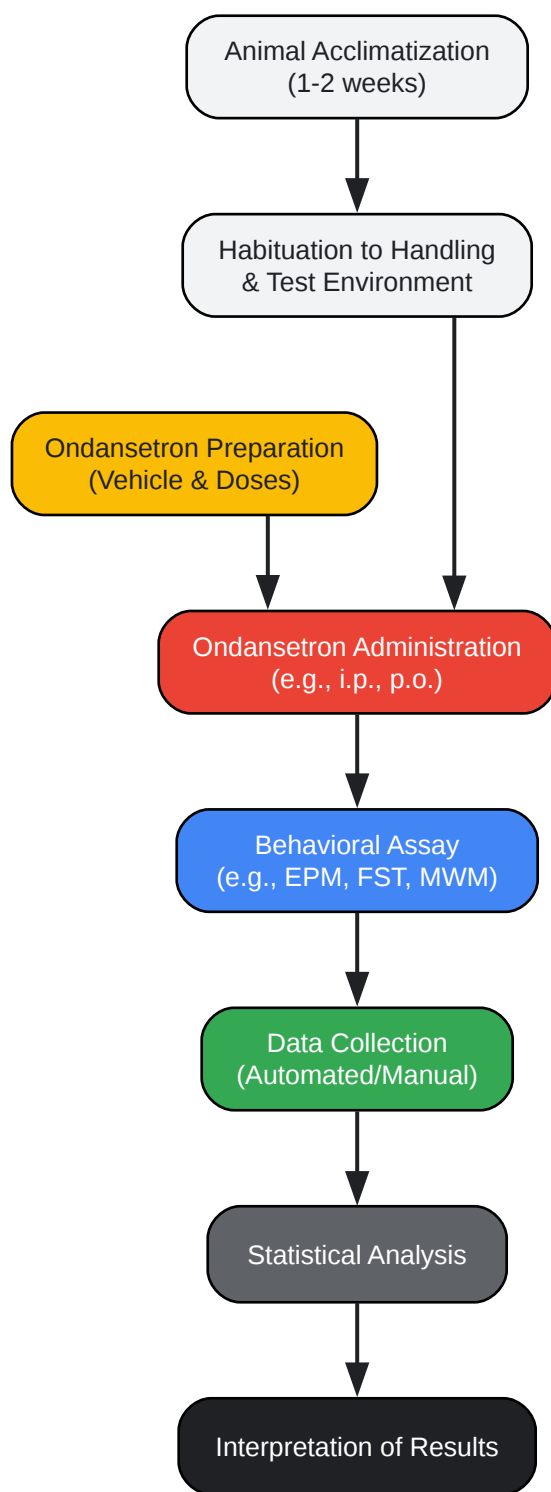 Animal Acclimatization
(1-2 weeks)
Habituation to Handling
& Test Environment
Ondansetron Preparation
(Vehicle & Doses)
Ondansetron Administration
(e.g., i.p., p.o.)
Behavioral Assay
(e.g., EPM, FST, MWM)
Data Collection
(Automated/Manual)
Statistical Analysis
Interpretation of Results